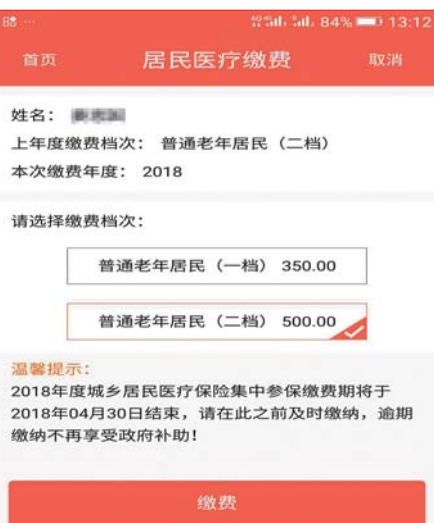 84% 13:12
首页 居民医疗缴费 取消
姓名：
上年度缴费档次： 普通老年居民（二档）
本次缴费年度： 2018
请选择缴费档次：
普通老年居民（一档） 350.00
普通老年居民（二档） 500.00
温馨提示：
2018年度城乡居民医疗保险集中参保缴费期将于
2018年04月30日结束，请在此之前及时缴纳，逾期
缴纳不再享受政府补助！
缴费